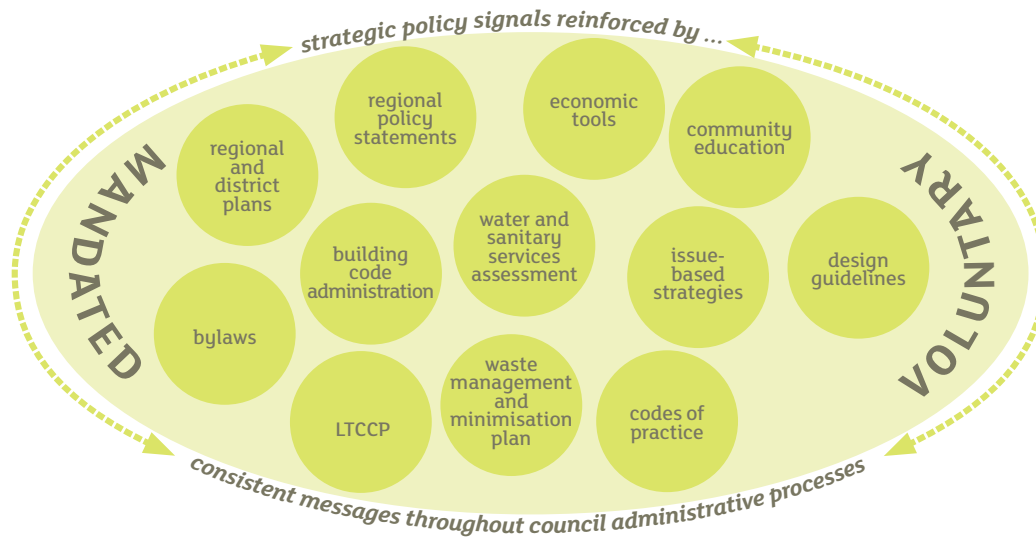 strategic policy signals reinforced by ...
MANDATED
VOLUNTARY
regional
policy
statements
economic
tools
community
education
regional
and
district
plans
water and
sanitary
services
assessment
building
code
administration
issue-
based
strategies
design
guidelines
bylaws
waste
management
and
minimisation
plan
LTCCP
codes of
practice
consistent messages throughout council administrative processes